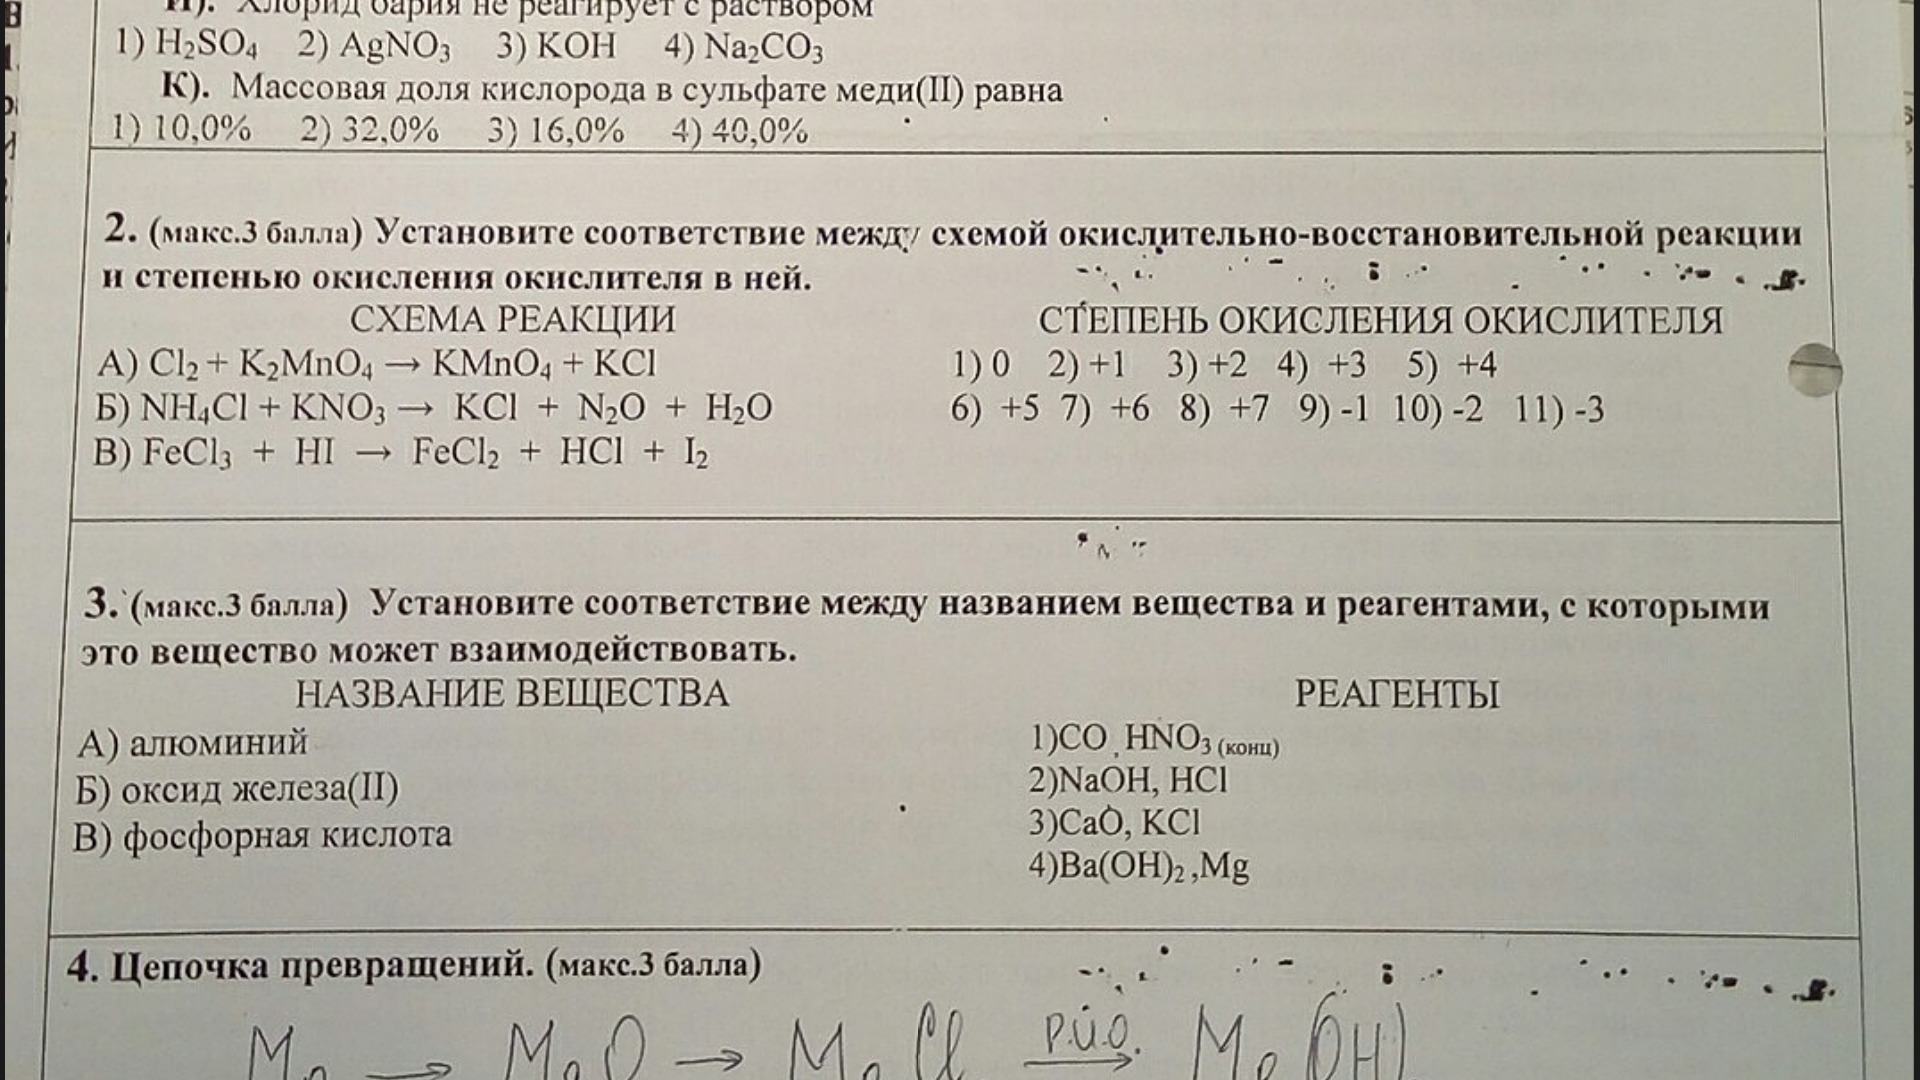 И). Хлорид бария не реагирует с раствором
1) H₂SO₄ 2) AgNO₃ 3) KOH 4) Na₂CO₃
К). Массовая доля кислорода в сульфате меди(II) равна
1) 10,0% 2) 32,0% 3) 16,0% 4) 40,0%
2. (макс.3 балла) Установите соответствие между схемой окислительно-восстановительной реакции
и степенью окисления окислителя в ней.
СХЕМА РЕАКЦИИ СТЕПЕНЬ ОКИСЛЕНИЯ ОКИСЛИТЕЛЯ
А) Cl₂ + K₂MnO₄ → KMnO₄ + KCl 1) 0 2) +1 3) +2 4) +3 5) +4
Б) NH₄Cl + KNO₃ → KCl + N₂O + H₂O 6) +5 7) +6 8) +7 9) -1 10) -2 11) -3
В) FeCl₃ + HI → FeCl₂ + HCl + I₂
3. (макс.3 балла) Установите соответствие между названием вещества и реагентами, с которыми
это вещество может взаимодействовать.
НАЗВАНИЕ ВЕЩЕСТВА РЕАГЕНТЫ
А) алюминий 1)CO, HNO₃ (конц)
Б) оксид железа(II) 2)NaOH, HCl
В) фосфорная кислота 3)CaO, KCl
4)Ba(OH)₂ ,Mg
4. Цепочка превращений. (макс.3 балла)
р.и.о.